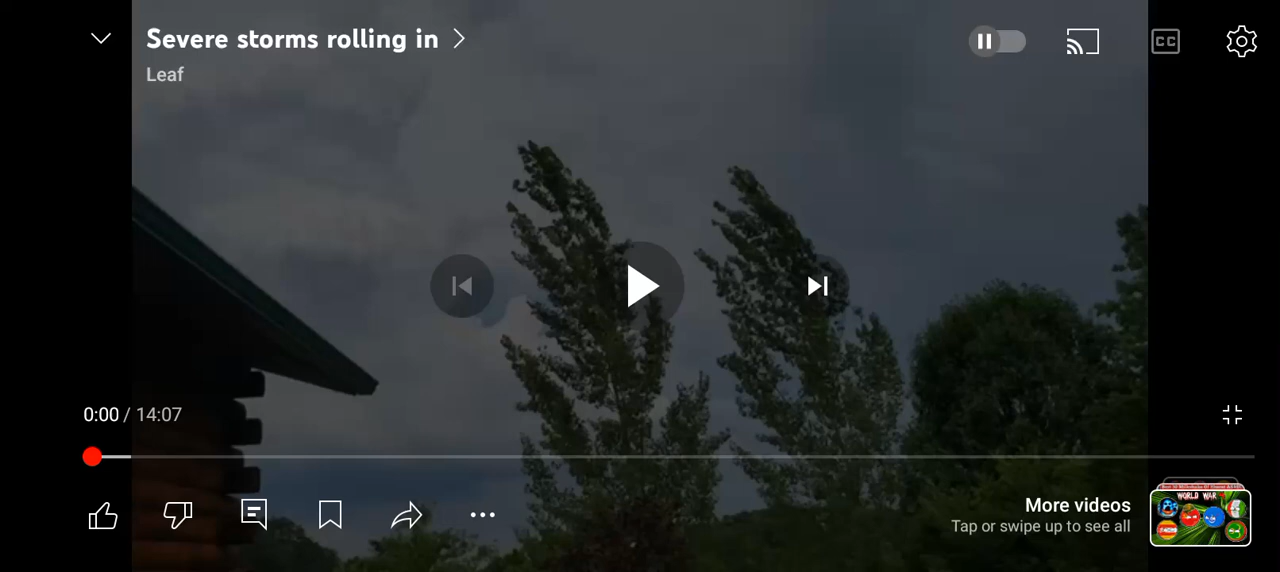 Severe storms rolling in
Leaf
CC
0:00 / 14:07
More videos
Tap or swipe up to see all
WORLD WAR